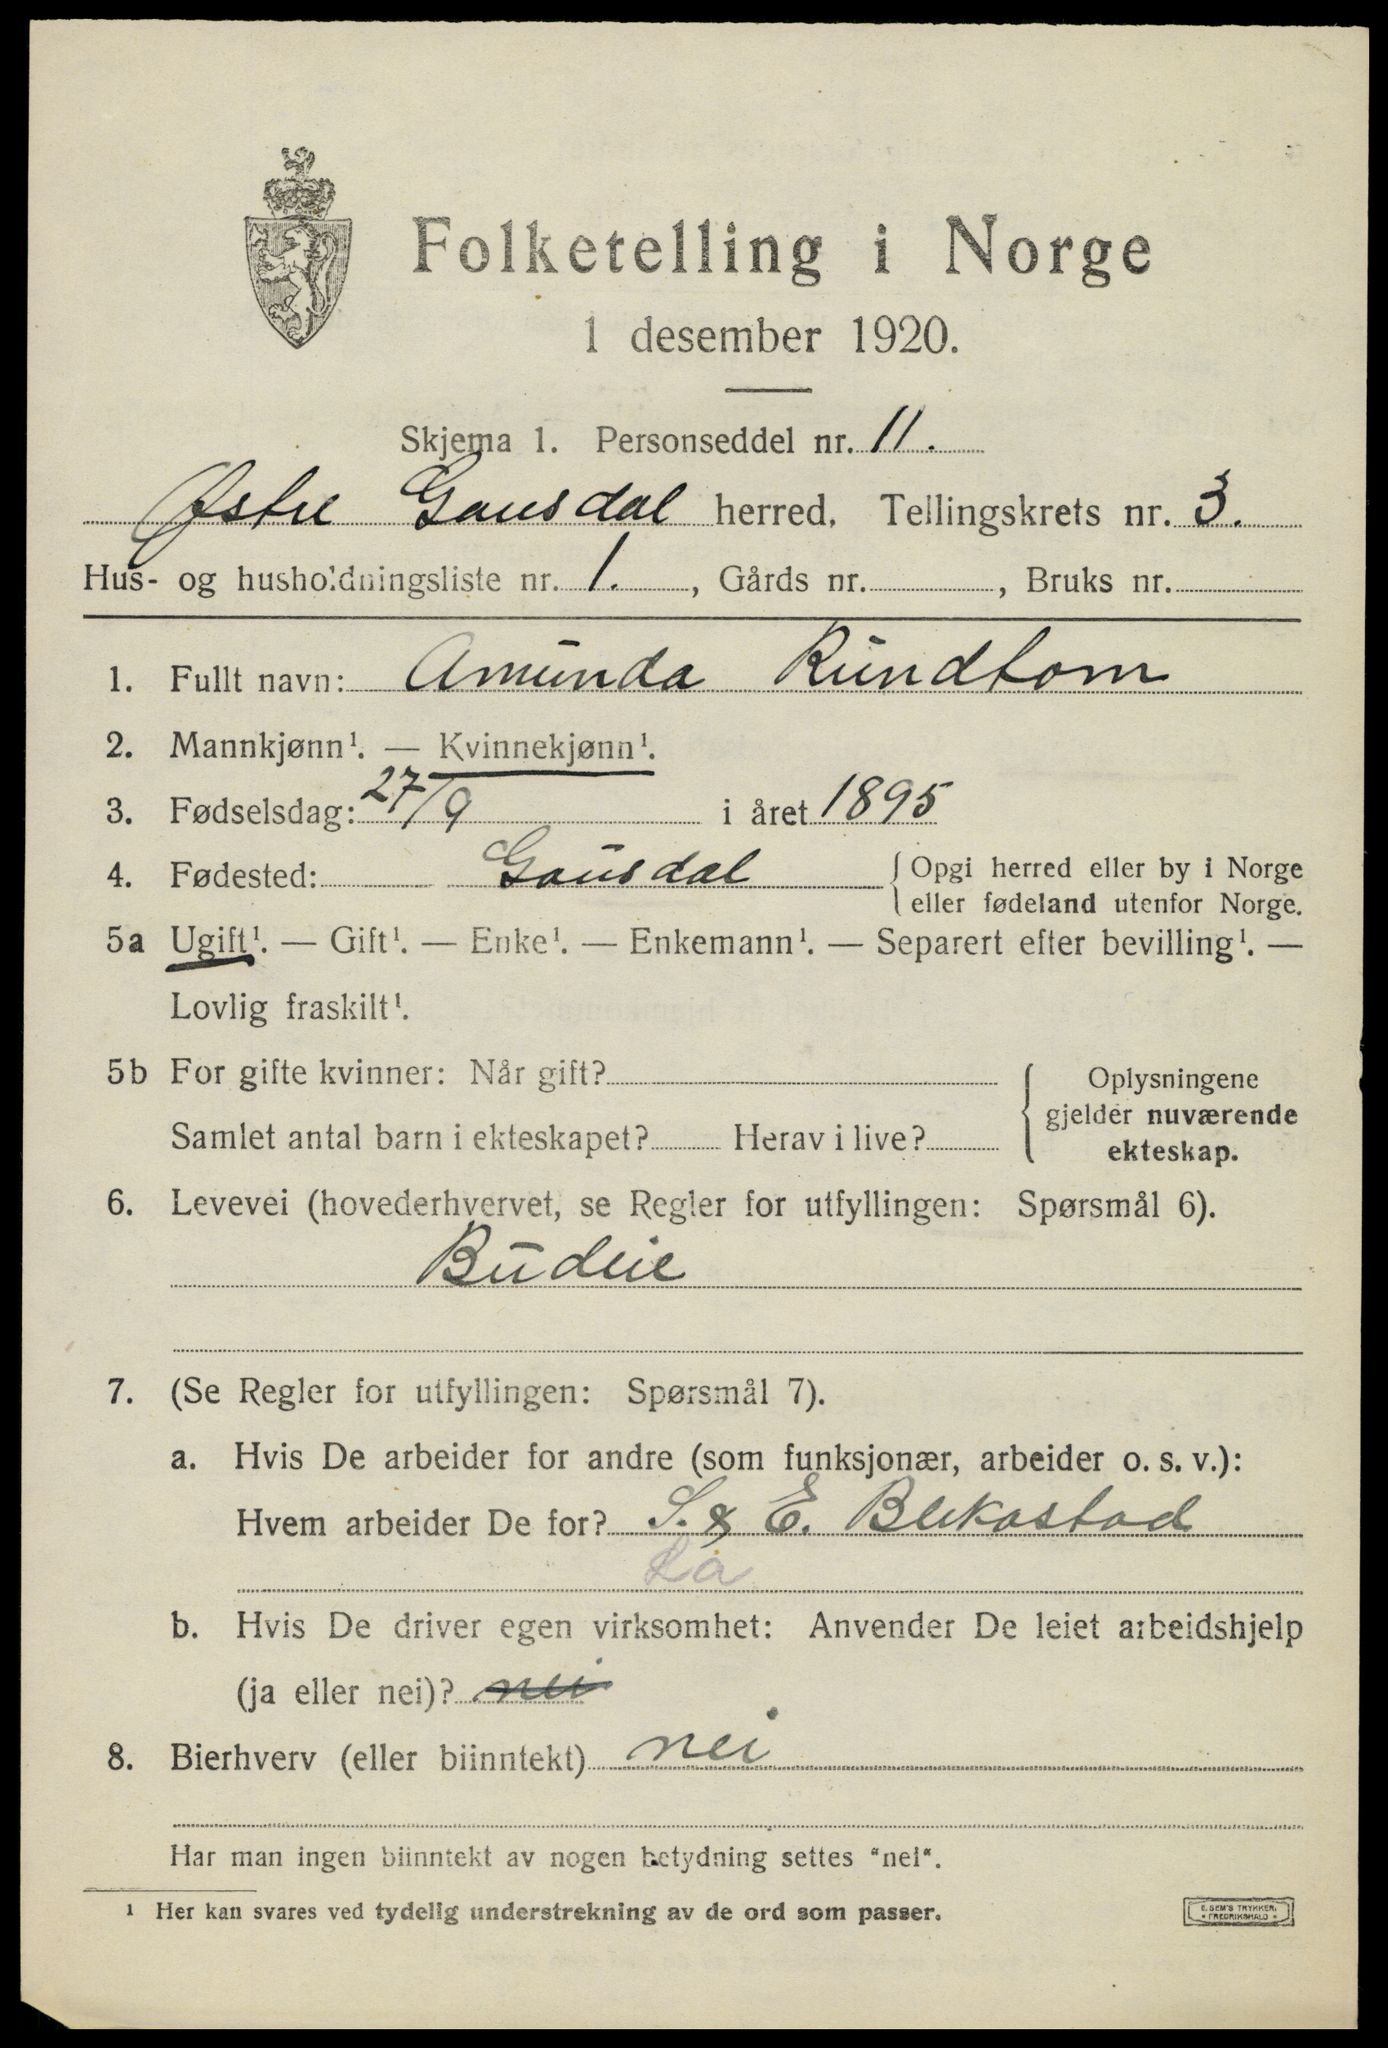 Folketelling i Norge
1 desember 1920.
Skjema 1. Personseddel nr. 11.
Østre Gausdal herred. Tellingskrets nr. 3.
Hus- og husholdningsliste nr. 1. , Gårds nr. , Bruks nr.
1. Fullt navn: Amunda Rundtom
2. Mannkjønn¹. — Kvinnekjønn¹.
3. Fødselsdag: 27/9 i året 1895
4. Fødested: Gausdal { Opgi herred eller by i Norge
eller fødeland utenfor Norge.
5a Ugift¹. — Gift¹. — Enke¹. — Enkemann¹. — Separert efter bevilling¹. —
Lovlig fraskilt¹.
5b For gifte kvinner: Når gift? { Oplysningene
gjelder nuværende
Samlet antal barn i ekteskapet? Herav i live?
ekteskap.
6. Levevei (hovederhvervet, se Regler for utfyllingen: Spørsmål 6).
Budeie
7. (Se Regler for utfyllingen: Spørsmål 7).
a. Hvis De arbeider for andre (som funksjonær, arbeider o. s. v.):
Hvem arbeider De for? S. & E. Blekastad
La
b. Hvis De driver egen virksomhet: Anvender De leiet arbeidshjelp
(ja eller nei)? nei
8. Bierhverv (eller biinntekt) nei
Har man ingen biinntekt av nogen betydning settes "nei".
¹ Her kan svares ved tydelig understrekning av de ord som passer.
E. SEM'S TRYKKERI
FREDRIKSHALD